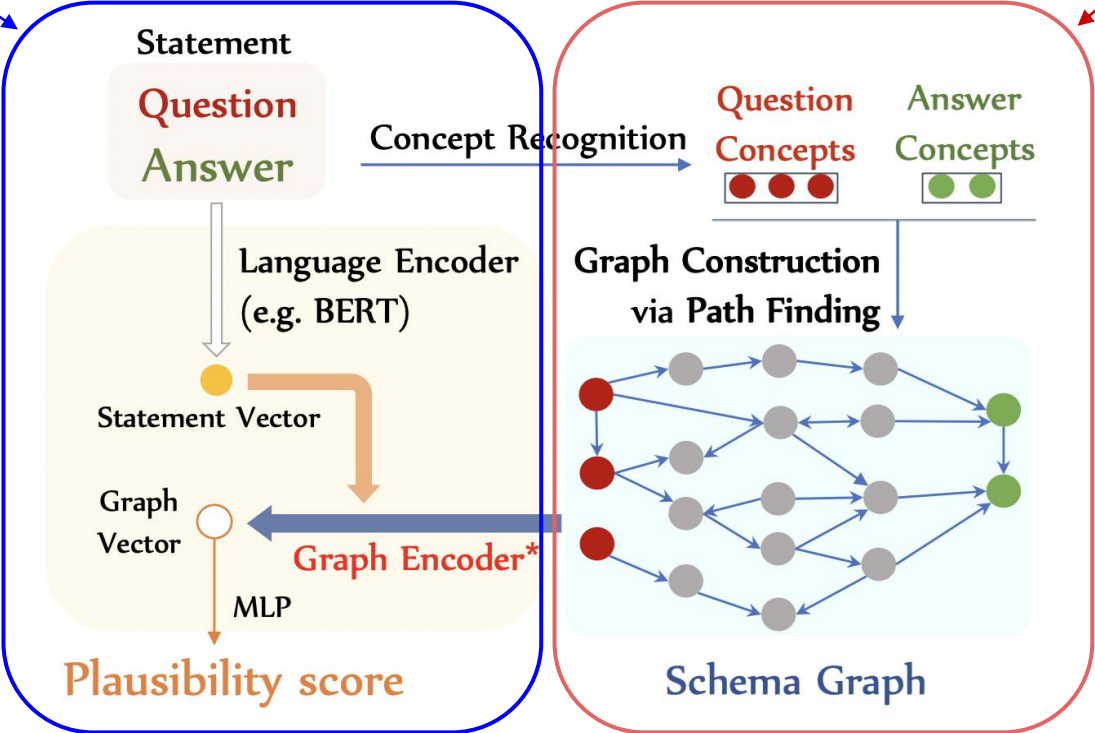 Statement
Question
Answer
Concept Recognition
Question
Concepts
Answer
Concepts
Language Encoder
(e.g. BERT)
Graph Construction
via Path Finding
Statement Vector
Graph
Vector
Graph Encoder*
MLP
Plausibility score
Schema Graph